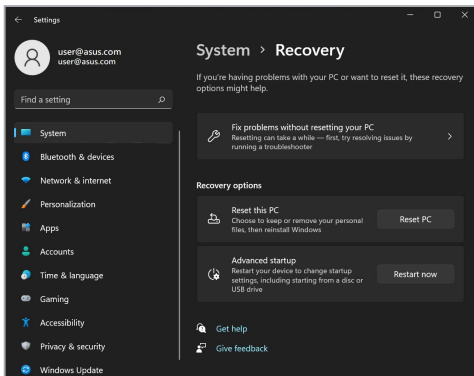 Settings
user@asus.com
user@asus.com
Find a setting
System
Bluetooth & devices
Network & internet
Personalization
Apps
Accounts
Time & language
Gaming
Accessibility
Privacy & security
Windows Update
System > Recovery
If you're having problems with your PC or want to reset it, these recovery
options might help.
Fix problems without resetting your PC
Resetting can take a while — first, try resolving issues by
running a troubleshooter
Recovery options
Reset this PC
Choose to keep or remove your personal
files, then reinstall Windows
Reset PC
Advanced startup
Restart your device to change startup
settings, including starting from a disc or
USB drive
Restart now
Get help
Give feedback